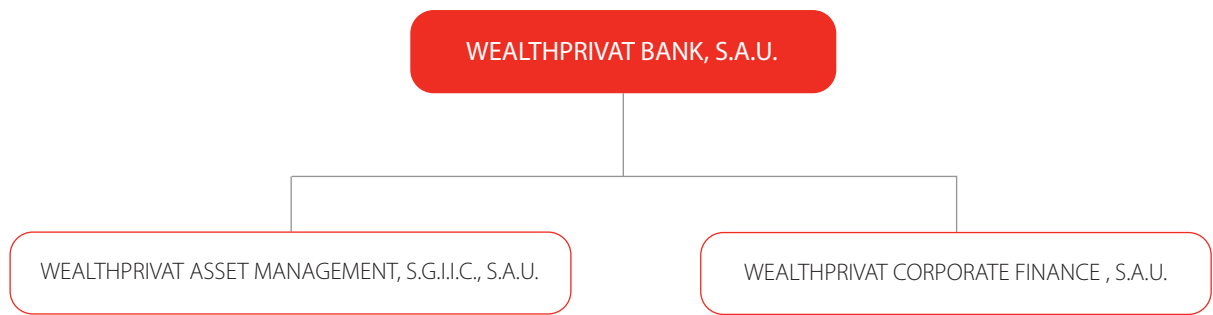 WEALTHPRIVAT BANK, S.A.U.
WEALTHPRIVAT ASSET MANAGEMENT, S.G.I.I.C., S.A.U.
WEALTHPRIVAT CORPORATE FINANCE , S.A.U.